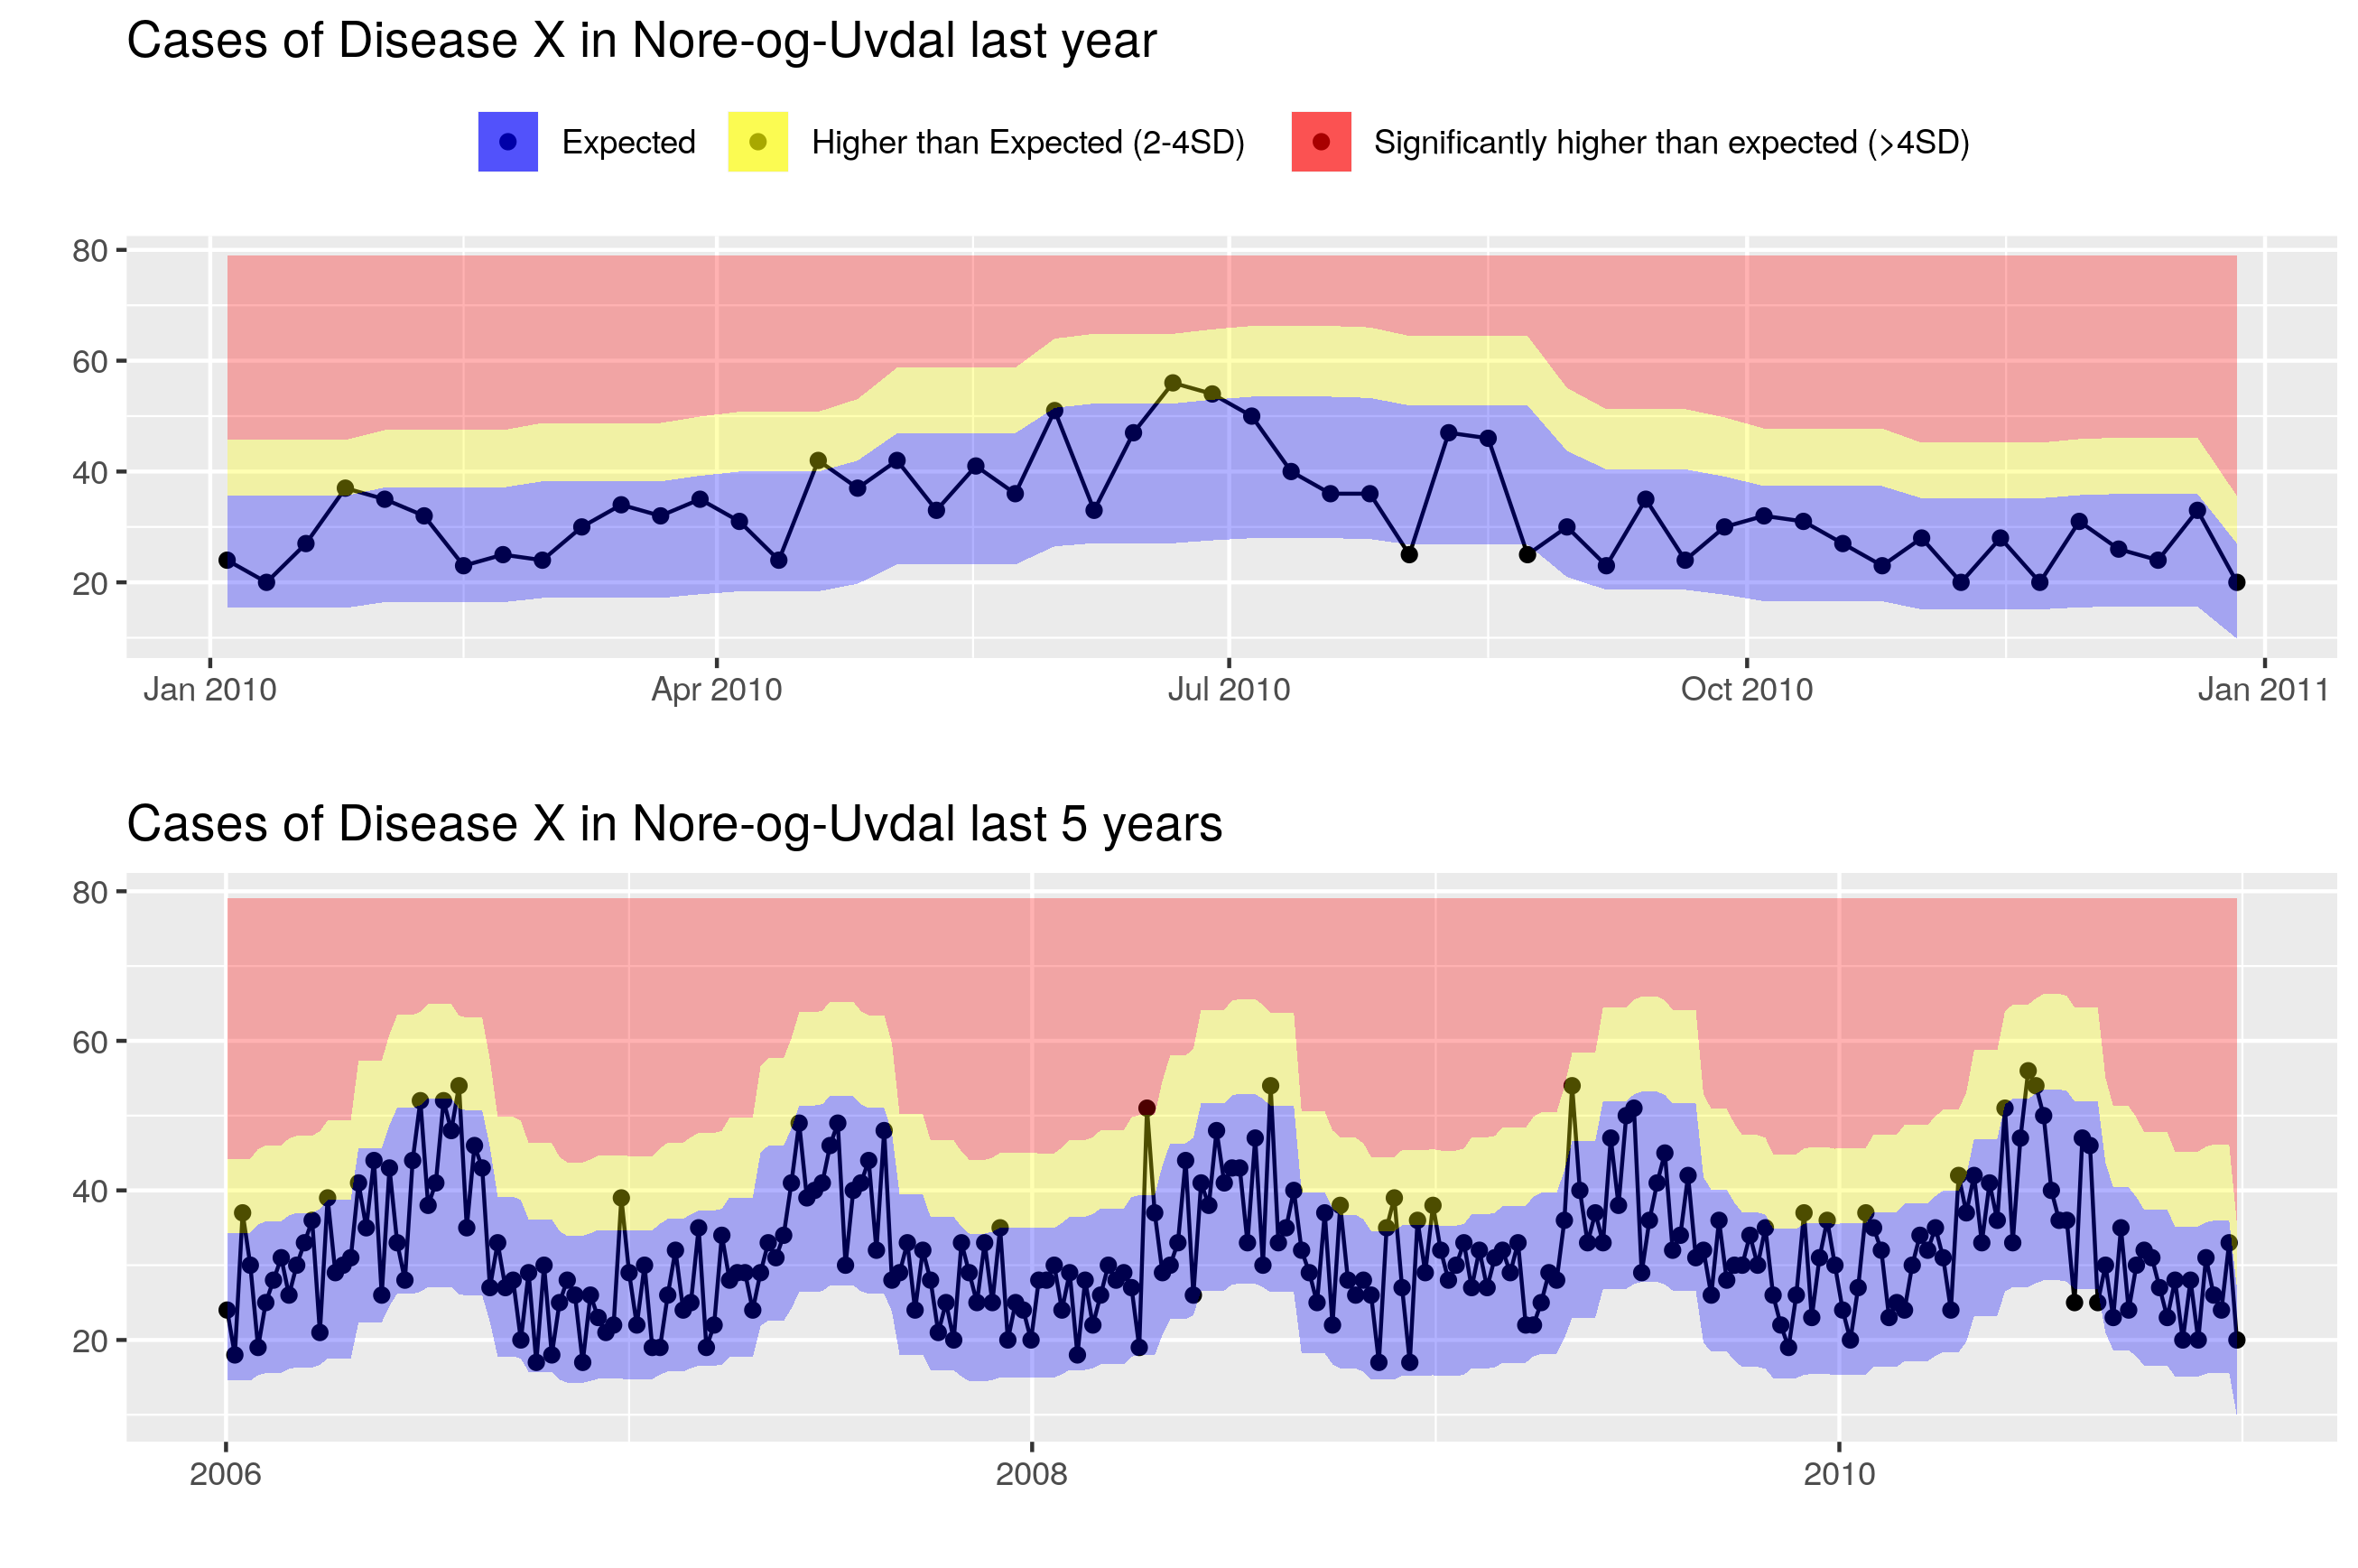 Cases of Disease X in Nore-og-Uvdal last year
Expected Higher than Expected (2-4SD) Significantly higher than expected (>4SD)
80
60
40
20
Jan 2010 Apr 2010 Jul 2010 Oct 2010 Jan 2011
Cases of Disease X in Nore-og-Uvdal last 5 years
80
60
40
20
2006 2008 2010